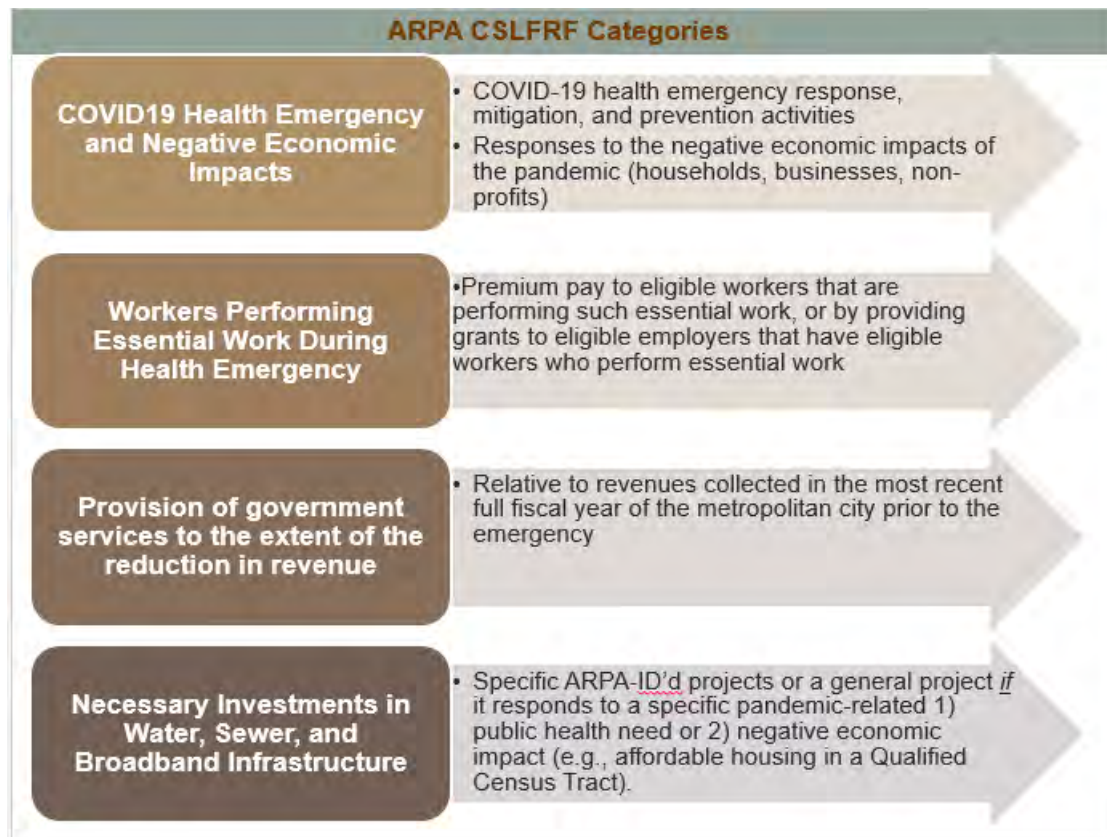 ARPA CSLFRF Categories
COVID19 Health Emergency
and Negative Economic
Impacts
• COVID-19 health emergency response,
mitigation, and prevention activities
• Responses to the negative economic impacts of
the pandemic (households, businesses, non-
profits)
Workers Performing
Essential Work During
Health Emergency
•Premium pay to eligible workers that are
performing such essential work, or by providing
grants to eligible employers that have eligible
workers who perform essential work
Provision of government
services to the extent of the
reduction in revenue
• Relative to revenues collected in the most recent
full fiscal year of the metropolitan city prior to the
emergency
Necessary Investments in
Water, Sewer, and
Broadband Infrastructure
• Specific ARPA-ID’d projects or a general project if
it responds to a specific pandemic-related 1)
public health need or 2) negative economic
impact (e.g., affordable housing in a Qualified
Census Tract).